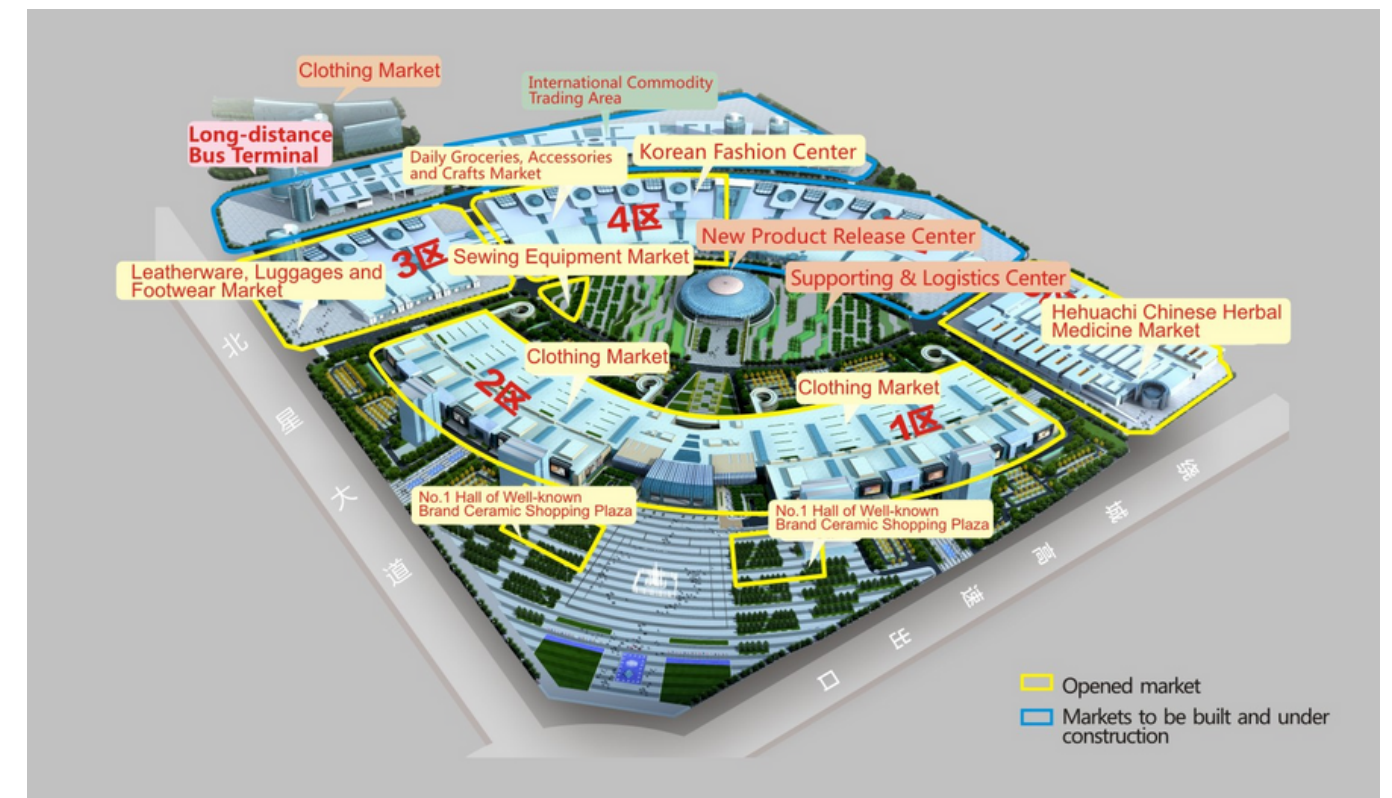 Clothing Market
International Commodity
Trading Area
Long-distance
Bus Terminal
Daily Groceries, Accessories
and Crafts Market
Korean Fashion Center
4区
New Product Release Center
3区
Sewing Equipment Market
Leatherware, Luggages and
Footwear Market
Supporting & Logistics Center
Hehuachi Chinese Herbal
Medicine Market
Clothing Market
2区
Clothing Market
1区
No.1 Hall of Well-known
Brand Ceramic Shopping Plaza
No.1 Hall of Well-known
Brand Ceramic Shopping Plaza
北星大道
绕城高速出口
Opened market
Markets to be built and under
construction